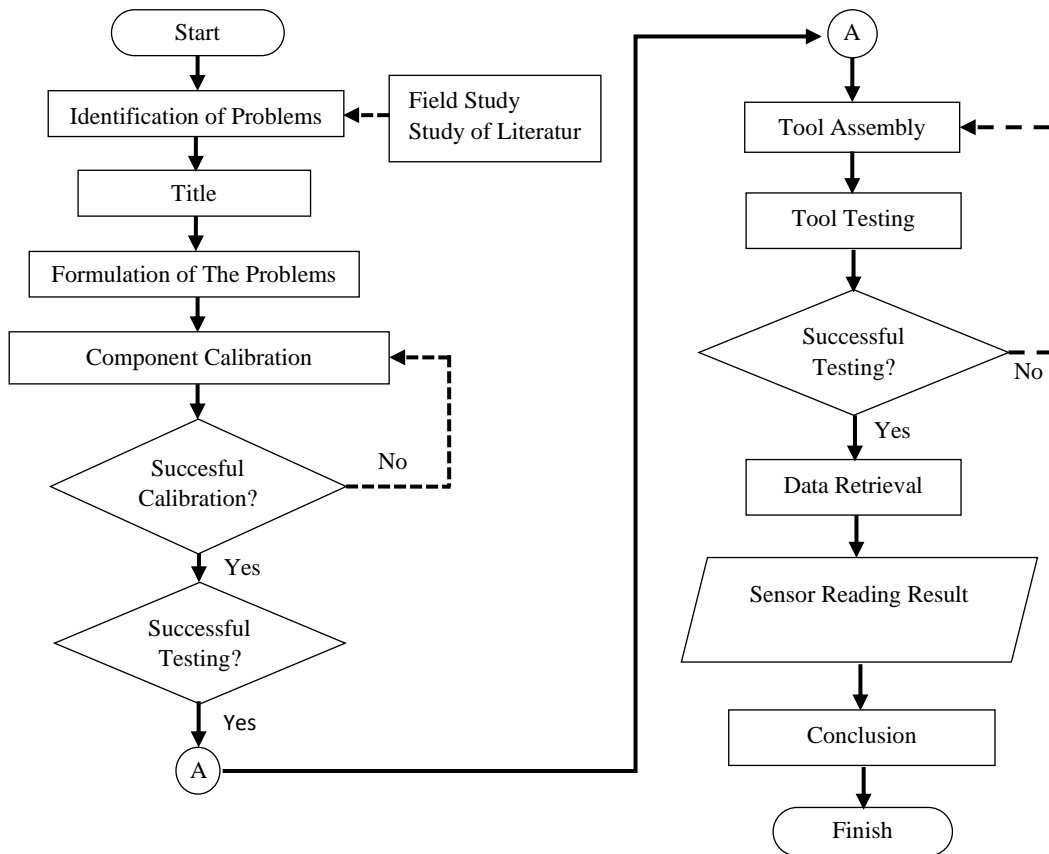 Start
Identification of Problems
Field Study
Study of Literatur
Title
Formulation of The Problems
Component Calibration
Succesful
Calibration?
No
Yes
Successful
Testing?
Yes
A
A
Tool Assembly
Tool Testing
Successful
Testing?
No
Yes
Data Retrieval
Sensor Reading Result
Conclusion
Finish